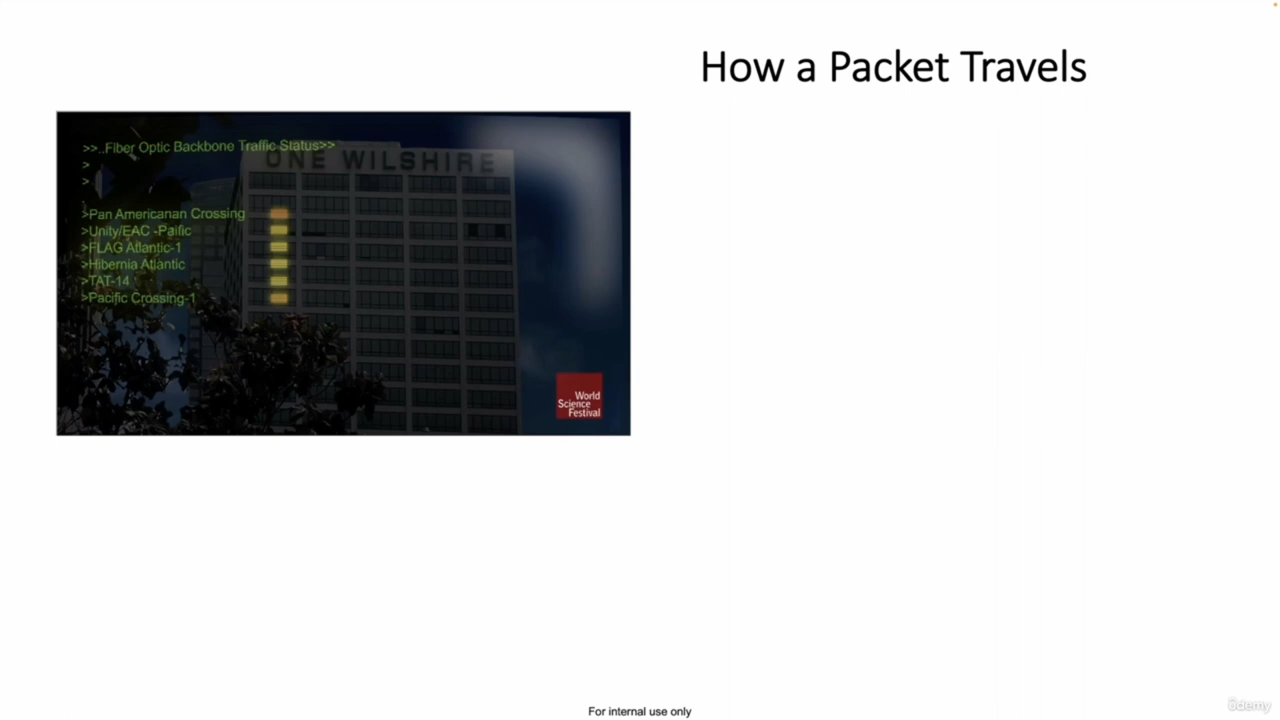 How a Packet Travels
>>..Fiber Optic Backbone Traffic Status>>
ONE WILSHIRE
>
>
>Pan Americanan Crossing
>Unity/EAC -Paific
>FLAG Atlantic-1
>Hibernia Atlantic
>TAT-14
>Pacific Crossing-1
World
Science
Festival
For internal use only
ûdemy